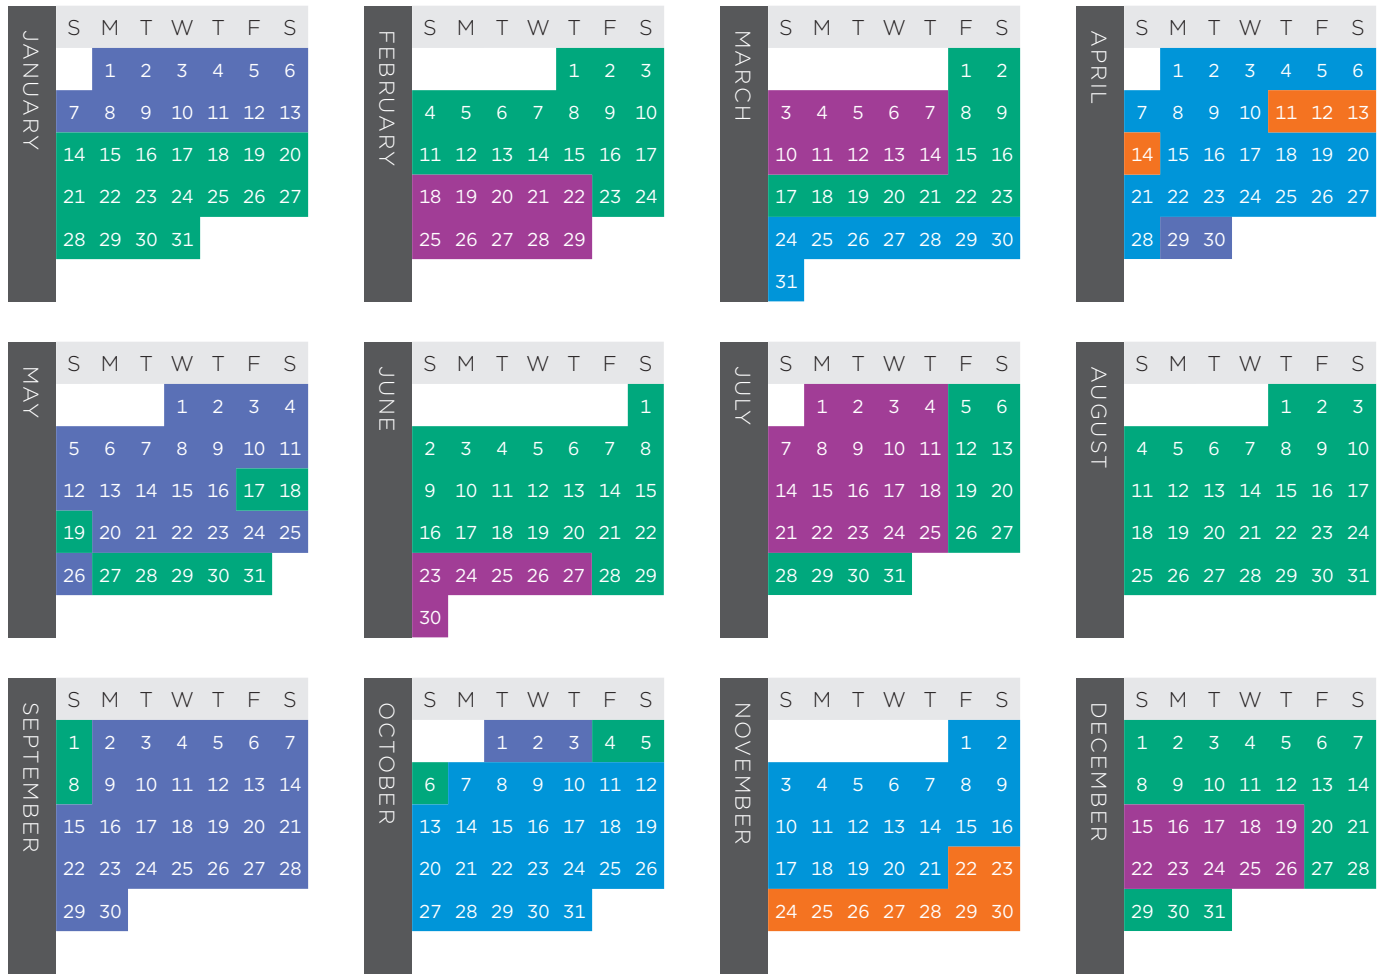 JANUARY
S M T W T F S
1 2 3 4 5 6
7 8 9 10 11 12 13
14 15 16 17 18 19 20
21 22 23 24 25 26 27
28 29 30 31
FEBRUARY
S M T W T F S
1 2 3
4 5 6 7 8 9 10
11 12 13 14 15 16 17
18 19 20 21 22 23 24
25 26 27 28 29
MARCH
S M T W T F S
1 2
3 4 5 6 7 8 9
10 11 12 13 14 15 16
17 18 19 20 21 22 23
24 25 26 27 28 29 30
31
APRIL
S M T W T F S
1 2 3 4 5 6
7 8 9 10 11 12 13
14 15 16 17 18 19 20
21 22 23 24 25 26 27
28 29 30
MAY
S M T W T F S
1 2 3 4
5 6 7 8 9 10 11
12 13 14 15 16 17 18
19 20 21 22 23 24 25
26 27 28 29 30 31
JUNE
S M T W T F S
1
2 3 4 5 6 7 8
9 10 11 12 13 14 15
16 17 18 19 20 21 22
23 24 25 26 27 28 29
30
JULY
S M T W T F S
1 2 3 4 5 6
7 8 9 10 11 12 13
14 15 16 17 18 19 20
21 22 23 24 25 26 27
28 29 30 31
AUGUST
S M T W T F S
1 2 3
4 5 6 7 8 9 10
11 12 13 14 15 16 17
18 19 20 21 22 23 24
25 26 27 28 29 30 31
SEPTEMBER
S M T W T F S
1 2 3 4 5 6 7
8 9 10 11 12 13 14
15 16 17 18 19 20 21
22 23 24 25 26 27 28
29 30
OCTOBER
S M T W T F S
1 2 3 4 5
6 7 8 9 10 11 12
13 14 15 16 17 18 19
20 21 22 23 24 25 26
27 28 29 30 31
NOVEMBER
S M T W T F S
1 2
3 4 5 6 7 8 9
10 11 12 13 14 15 16
17 18 19 20 21 22 23
24 25 26 27 28 29 30
DECEMBER
S M T W T F S
1 2 3 4 5 6 7
8 9 10 11 12 13 14
15 16 17 18 19 20 21
22 23 24 25 26 27 28
29 30 31